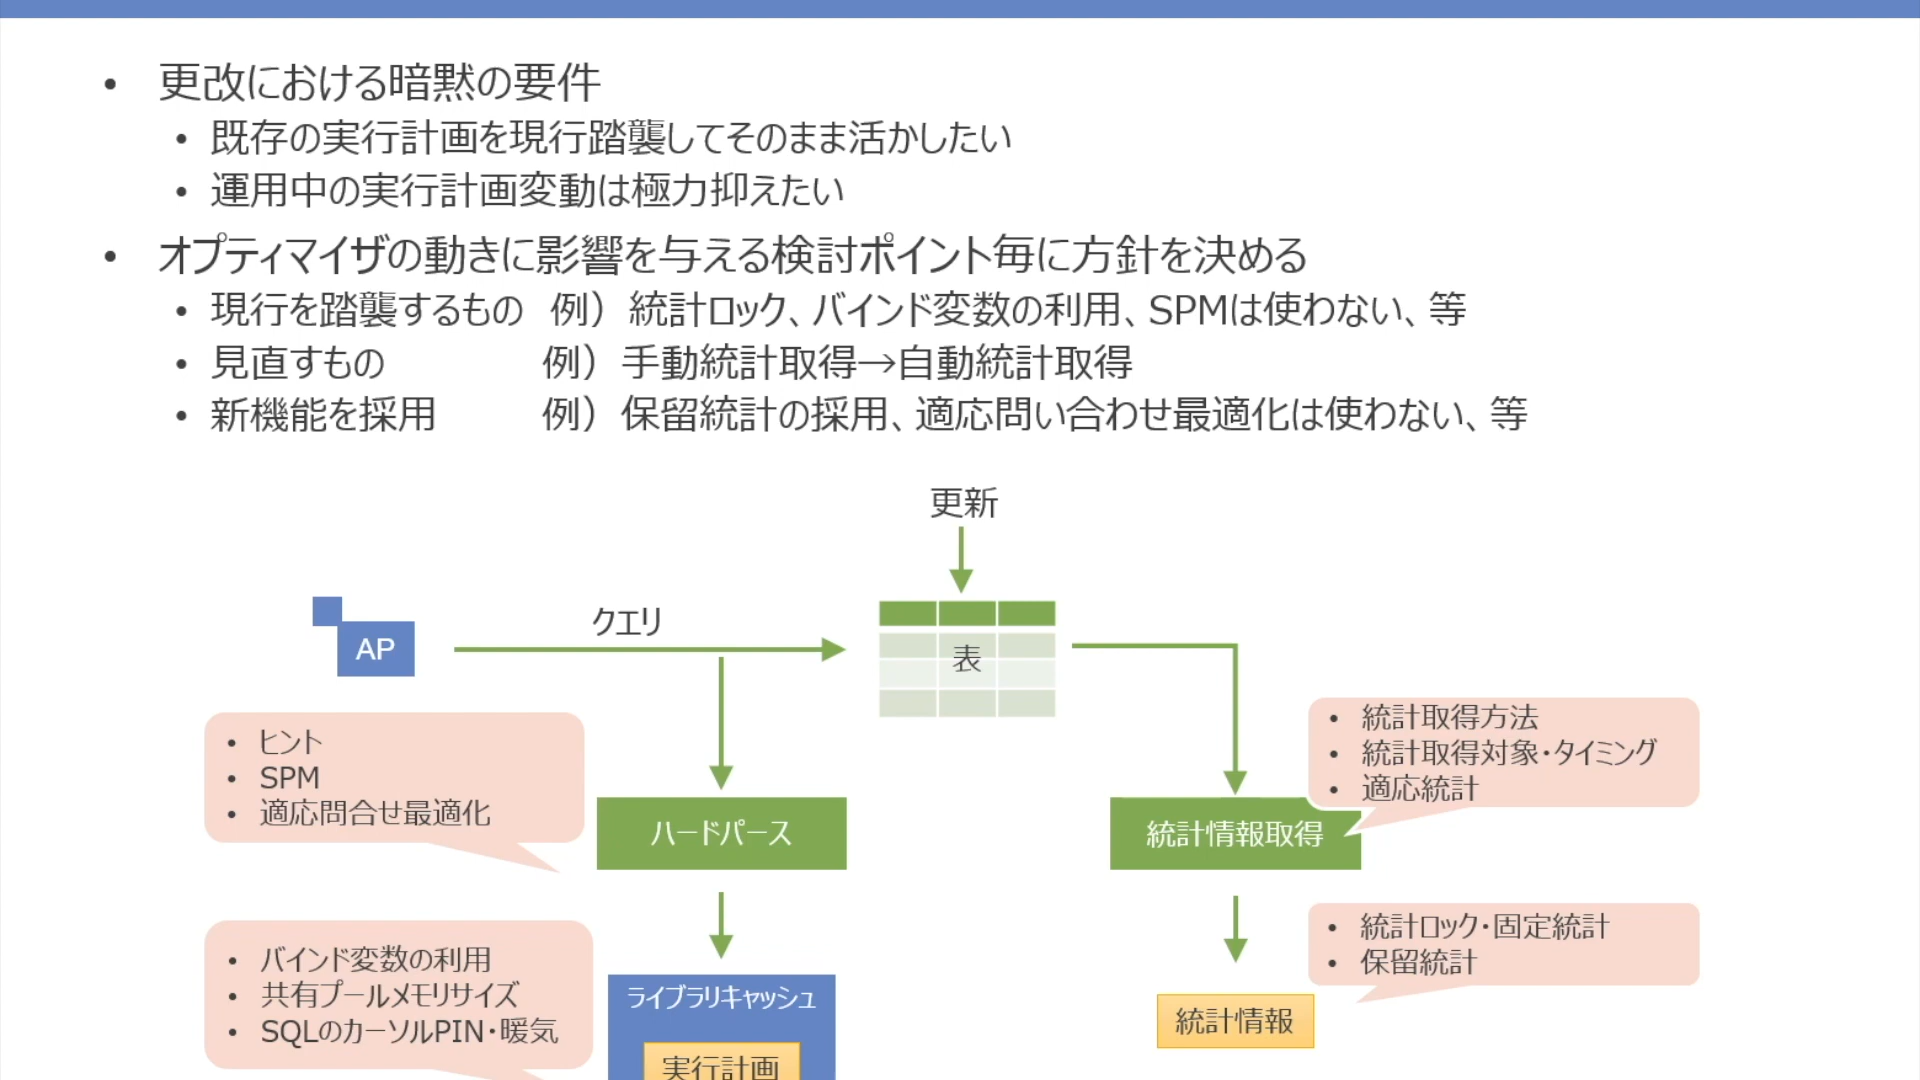 • 更改における暗黙の要件
• 既存の実行計画を現行踏襲してそのまま活かしたい
• 運用中の実行計画変動は極力抑えたい
• オプティマイザの動きに影響を与える検討ポイント毎に方針を決める
• 現行を踏襲するもの 例）統計ロック、バインド変数の利用、SPMは使わない、等
• 見直すもの 例）手動統計取得→自動統計取得
• 新機能を採用 例）保留統計の採用、適応問い合わせ最適化は使わない、等
更新
クエリ
AP
表
• ヒント
• SPM
• 適応問合せ最適化
• 統計取得方法
• 統計取得対象・タイミング
• 適応統計
ハードパース
統計情報取得
• バインド変数の利用
• 共有プールメモリサイズ
• SQLのカーソルPIN・暖気
• 統計ロック・固定統計
• 保留統計
ライブラリキャッシュ
実行計画
統計情報